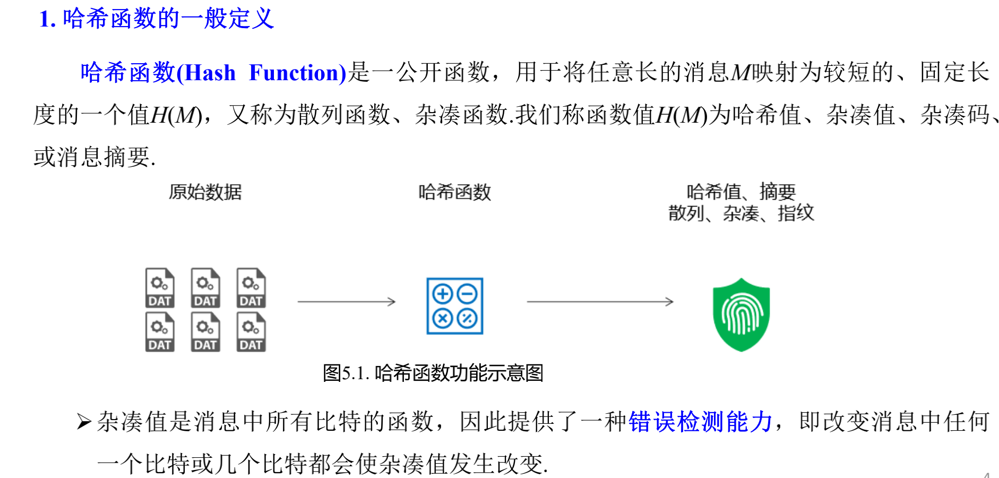 1. 哈希函数的一般定义
哈希函数(Hash Function)是一公开函数，用于将任意长的消息M映射为较短的、固定长
度的一个值H(M)，又称为散列函数、杂凑函数.我们称函数值H(M)为哈希值、杂凑值、杂凑码、
或消息摘要.
原始数据
哈希函数
哈希值、摘要
散列、杂凑、指纹
DAT DAT DAT
DAT DAT DAT
图5.1. 哈希函数功能示意图
➢杂凑值是消息中所有比特的函数，因此提供了一种错误检测能力，即改变消息中任何
一个比特或几个比特都会使杂凑值发生改变.
4